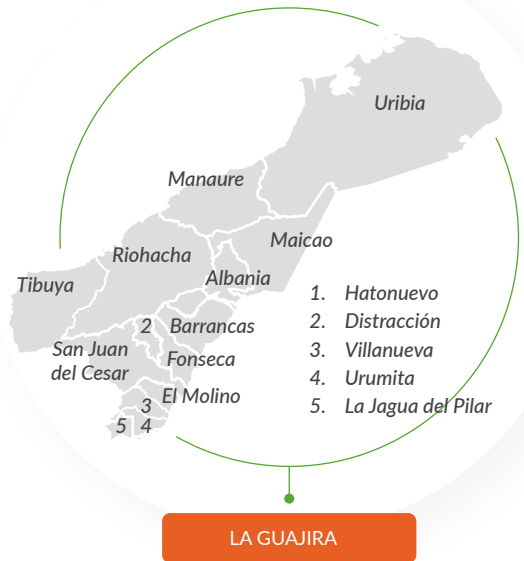 Uribia
Manaure
Maicao
Riohacha
Albania
Tibuya
2
Barrancas
San Juan
del Cesar
Fonseca
El Molino
3
5
4
1. Hatonuevo
2. Distracción
3. Villanueva
4. Urumita
5. La Jagua del Pilar
LA GUAJIRA